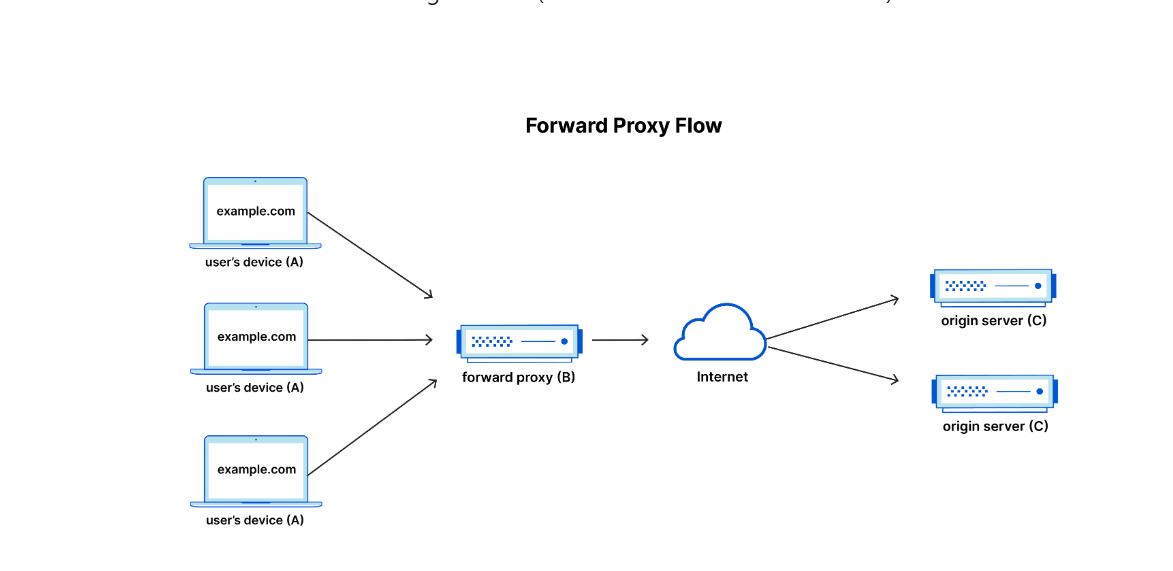 Forward Proxy Flow
example.com
user's device (A)
example.com
user's device (A)
example.com
user's device (A)
forward proxy (B)
Internet
origin server (C)
origin server (C)